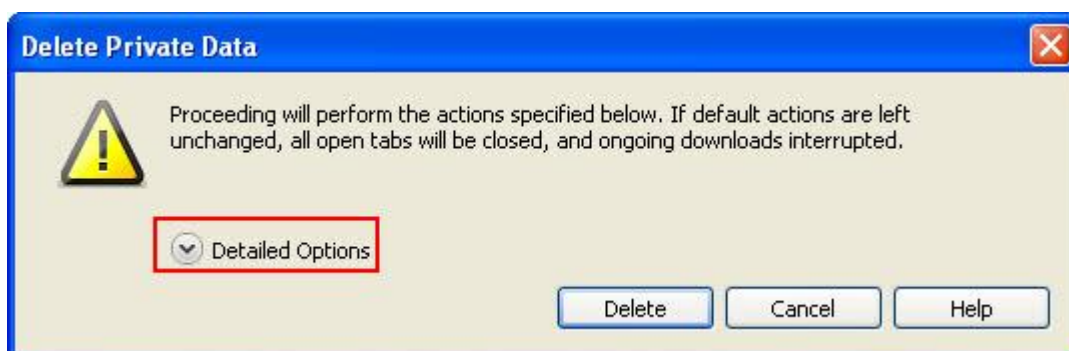 Delete Private Data
Proceeding will perform the actions specified below. If default actions are left
unchanged, all open tabs will be closed, and ongoing downloads interrupted.
Detailed Options
Delete Cancel Help